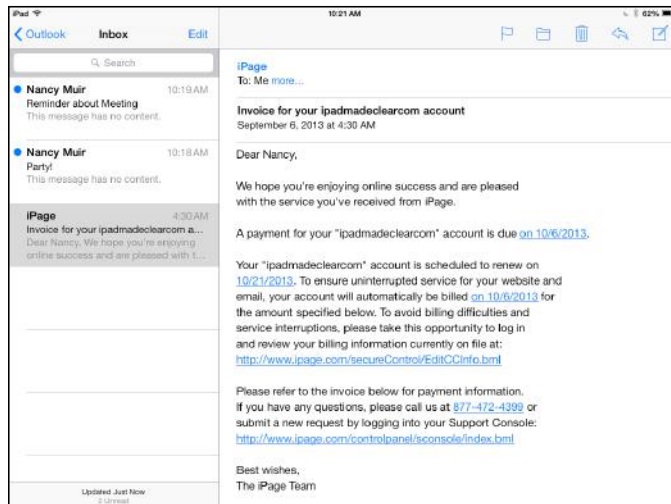 iPad
10:21 AM
62%
Outlook
Inbox
Edit
Search
Nancy Muir 10:19 AM
Reminder about Meeting
This message has no content.
Nancy Muir 10:18 AM
Party!
This message has no content.
iPage 4:30 AM
Invoice for your ipadmadeclearcom a...
Dear Nancy, We hope you're enjoying
online success and are pleased with t...
Updated Just Now
2 Unread
iPage
To: Me more...
Invoice for your ipadmadeclearcom account
September 6, 2013 at 4:30 AM
Dear Nancy,
We hope you're enjoying online success and are pleased
with the service you've received from iPage.
A payment for your "ipadmadeclearcom" account is due on 10/6/2013.
Your "ipadmadeclearcom" account is scheduled to renew on
10/21/2013. To ensure uninterrupted service for your website and
email, your account will automatically be billed on 10/6/2013 for
the amount specified below. To avoid billing difficulties and
service interruptions, please take this opportunity to log in
and review your billing information currently on file at:
http://www.ipage.com/secureControl/EditCCInfo.bml
Please refer to the invoice below for payment information.
If you have any questions, please call us at 877-472-4399 or
submit a new request by logging into your Support Console:
http://www.ipage.com/controlpanel/sconsole/index.bml
Best wishes,
The iPage Team